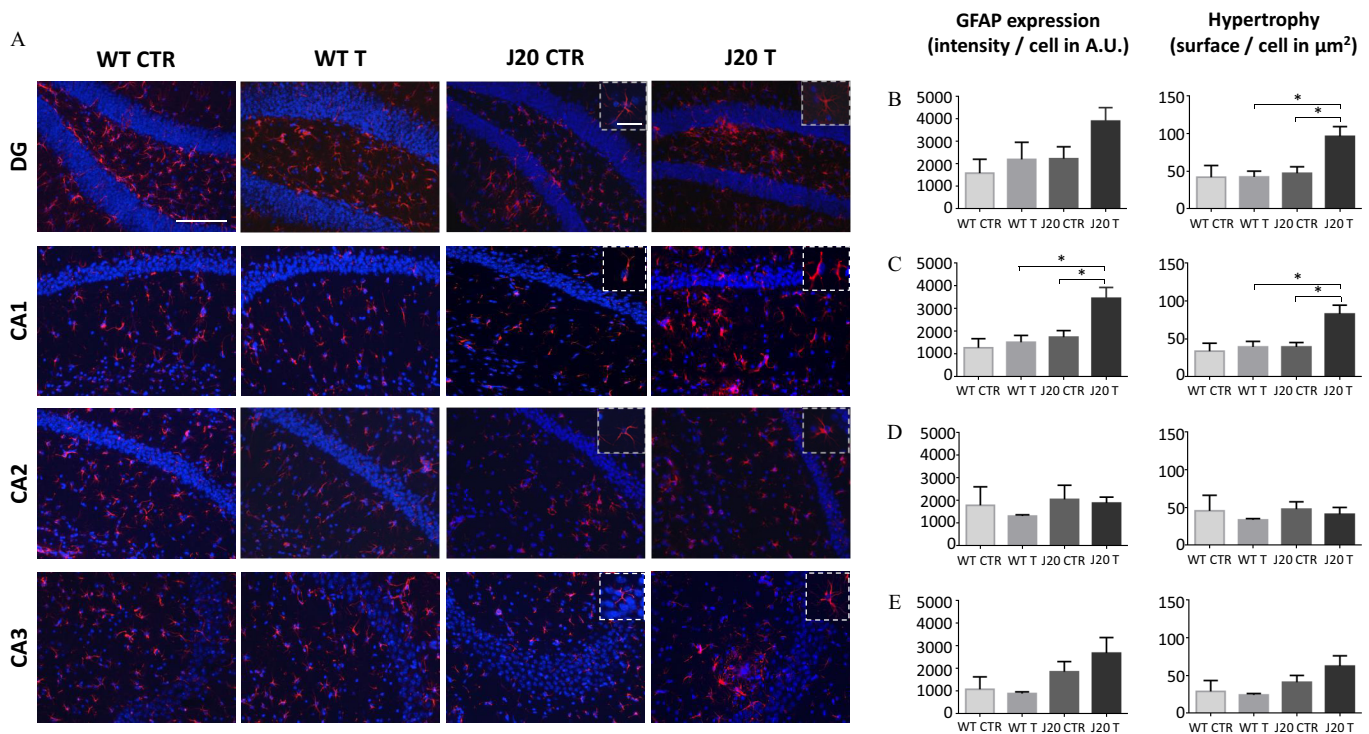 A
WT CTR
WT T
J20 CTR
J20 T
DG
CA1
CA2
CA3
GFAP expression
(intensity / cell in A.U.)
Hypertrophy
(surface / cell in µm²)
B
5000
4000
3000
2000
1000
0
WT CTR
WT T
J20 CTR
J20 T
150
100
50
0
*
*
WT CTR
WT T
J20 CTR
J20 T
C
5000
4000
3000
2000
1000
0
*
*
WT CTR
WT T
J20 CTR
J20 T
150
100
50
0
*
*
WT CTR
WT T
J20 CTR
J20 T
D
5000
4000
3000
2000
1000
0
WT CTR
WT T
J20 CTR
J20 T
150
100
50
0
WT CTR
WT T
J20 CTR
J20 T
E
5000
4000
3000
2000
1000
0
WT CTR
WT T
J20 CTR
J20 T
150
100
50
0
WT CTR
WT T
J20 CTR
J20 T